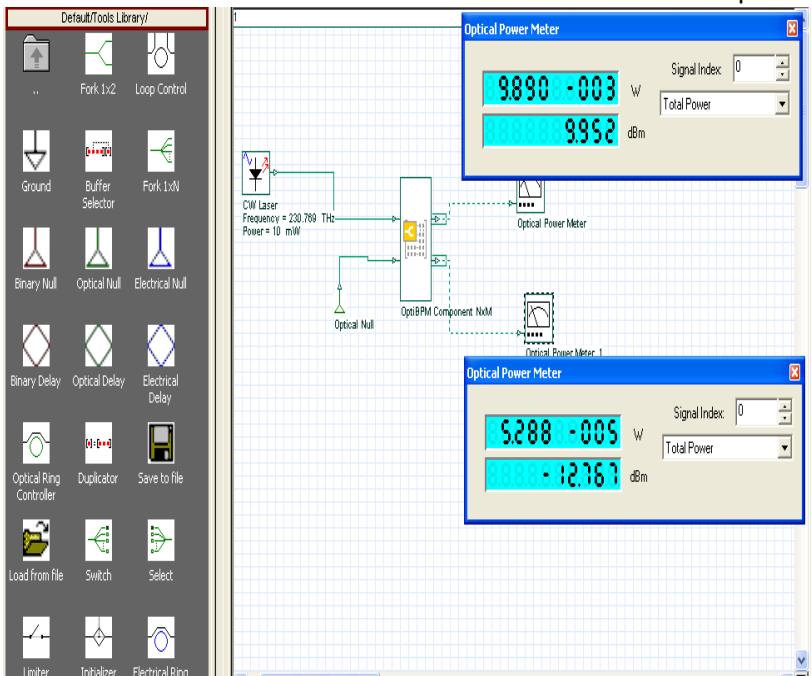 Default/Tools Library/
..
Fork 1x2
Loop Control
Ground
Buffer
Selector
Fork 1xN
Binary Null
Optical Null
Electrical Null
Binary Delay
Optical Delay
Electrical
Delay
Optical Ring
Controller
Duplicator
Save to file
Load from file
Switch
Select
Limiter
Initializer
Electrical Ring
1
Optical Power Meter
9.890 -003 W
9.952 dBm
Signal Index: 0
Total Power
CW Laser
Frequency = 230.769 THz
Power = 10 mW
Optical Power Meter
Optical Null
OptiBPM Component NxM
Optical Power Meter_1
Optical Power Meter
5.288 -005 W
-12.767 dBm
Signal Index: 0
Total Power